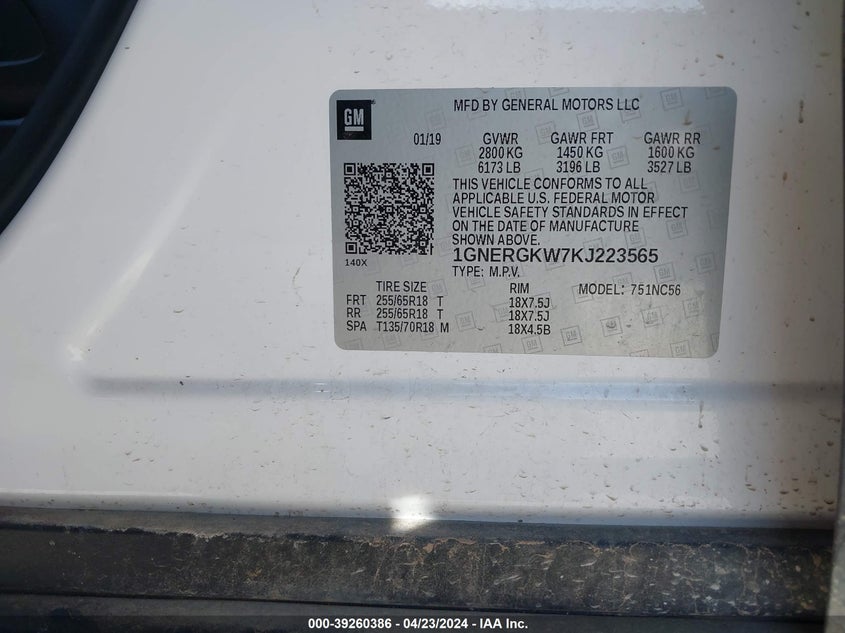 MFD BY GENERAL MOTORS LLC
GM
01/19 GVWR GAWR FRT GAWR RR
2800 KG 1450 KG 1600 KG
6173 LB 3196 LB 3527 LB
THIS VEHICLE CONFORMS TO ALL
APPLICABLE U.S. FEDERAL MOTOR
VEHICLE SAFETY STANDARDS IN EFFECT
ON THE DATE OF MANUFACTURE
SHOWN ABOVE.
140X
1GNERGKW7KJ223565
TYPE: M.P.V.
TIRE SIZE RIM MODEL: 751NC56
FRT 255/65R18 T 18X7.5J
RR 255/65R18 T 18X7.5J
SPA T135/70R18 M 18X4.5B
000-39260386 - 04/23/2024 - IAA Inc.